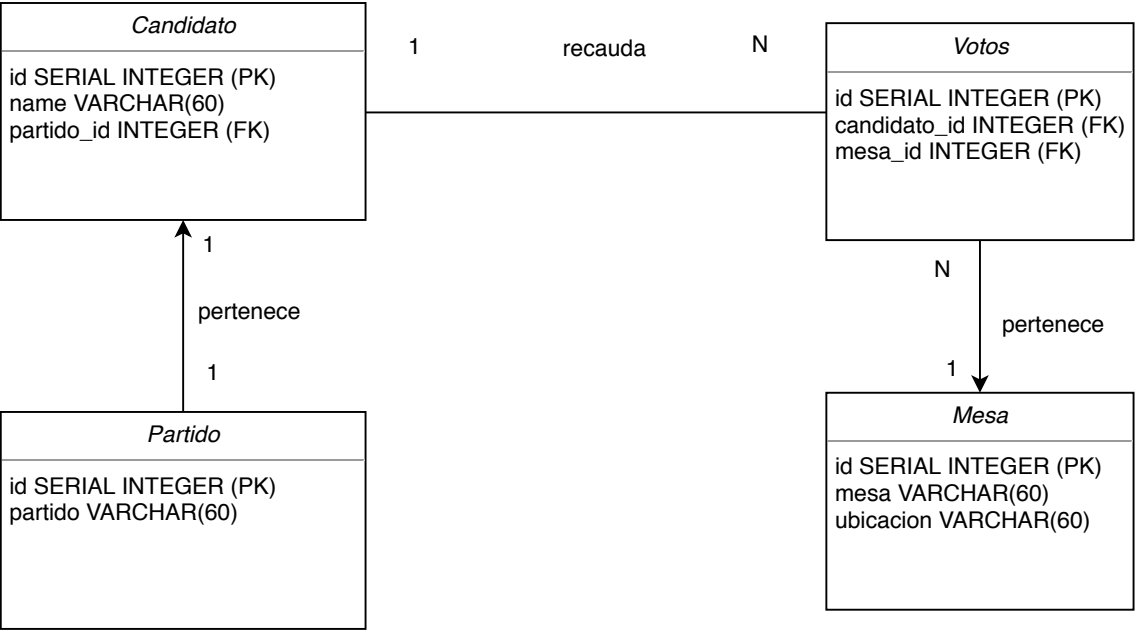 Candidato
id SERIAL INTEGER (PK)
name VARCHAR(60)
partido_id INTEGER (FK)
1
recauda
N
Votos
id SERIAL INTEGER (PK)
candidato_id INTEGER (FK)
mesa_id INTEGER (FK)
1
pertenece
1
N
pertenece
1
Partido
id SERIAL INTEGER (PK)
partido VARCHAR(60)
Mesa
id SERIAL INTEGER (PK)
mesa VARCHAR(60)
ubicacion VARCHAR(60)